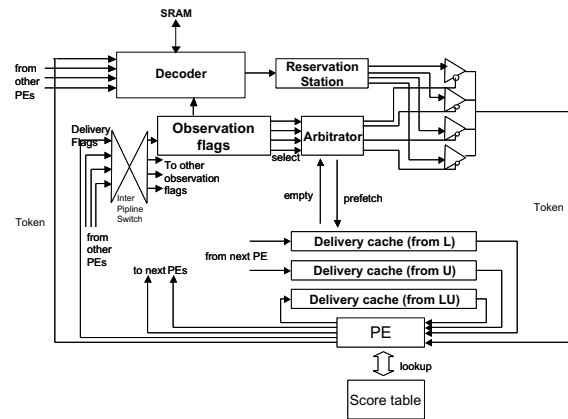 SRAM
from
other
PEs
Decoder
Reservation
Station
Delivery
Flags
Observation
flags
select
Arbitrator
To other
observation
flags
Inter
Pipline
Switch
empty
prefetch
Token
Token
from
other
PEs
from next PE
Delivery cache (from L)
to next PEs
Delivery cache (from U)
Delivery cache (from LU)
PE
lookup
Score table